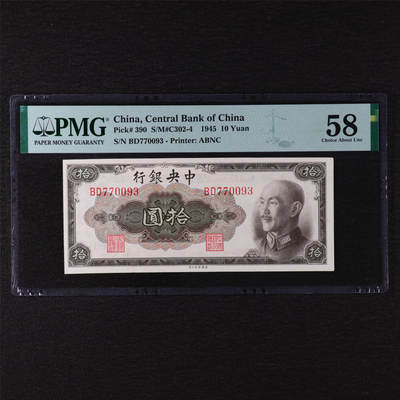 PMG
PAPER MONEY GUARANTY
China, Central Bank of China
Pick# 390 S/M#C302-4 1945 10 Yuan
S/N BD770093 - Printer: ABNC
58
Choice About Unc
行銀央中
BD770093 BD770093
圓拾
拾
拾
拾
拾